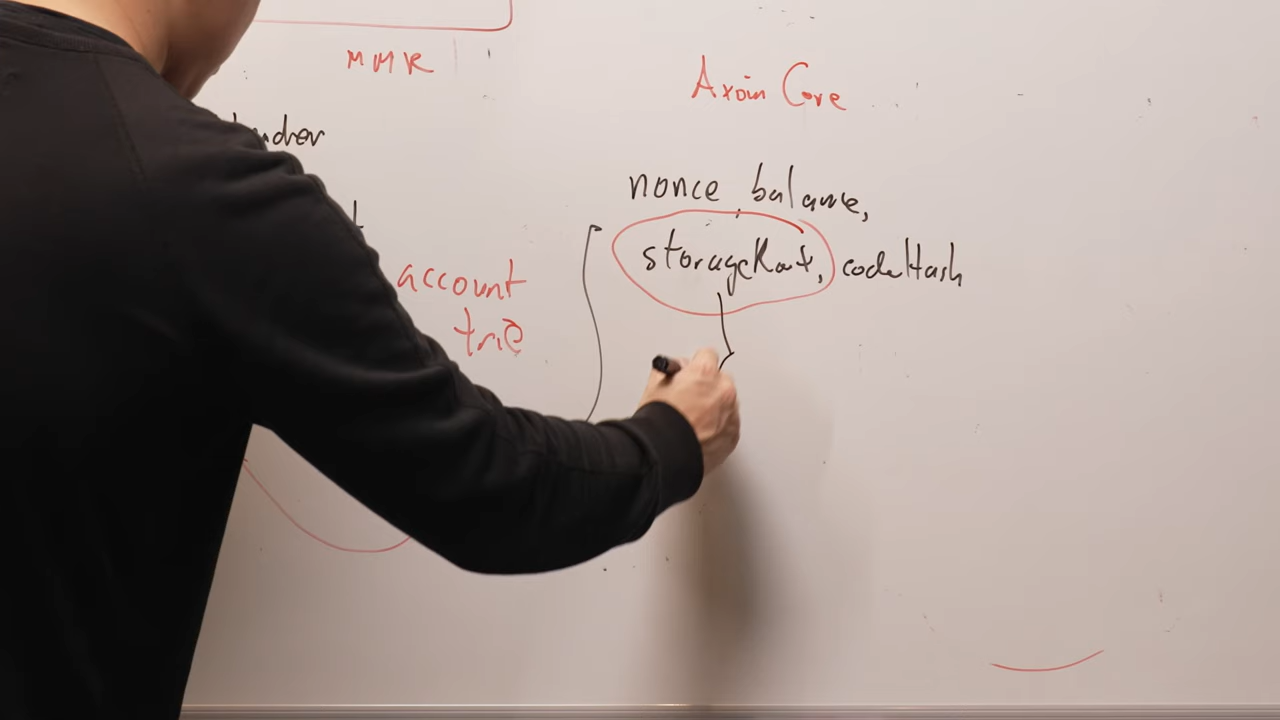 MMR
Axiom Core
nonce, balance,
storageRoot, codeHash
account
trie